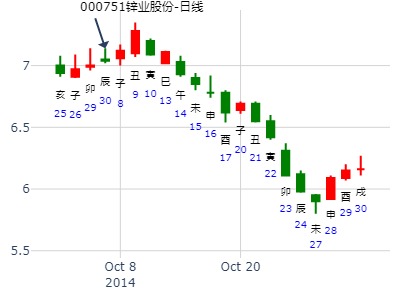 000751锌业股份-日线
7
6.5
6
5.5
亥 25
子 26
卯 29
辰 30
子 8
丑 9
寅 10
巳 13
午 14
未 15
申 16
酉 17
子 20
丑 21
寅 22
卯 23
辰 24
未 27
申 28
酉 29
戌 30
Oct 8
2014
Oct 20